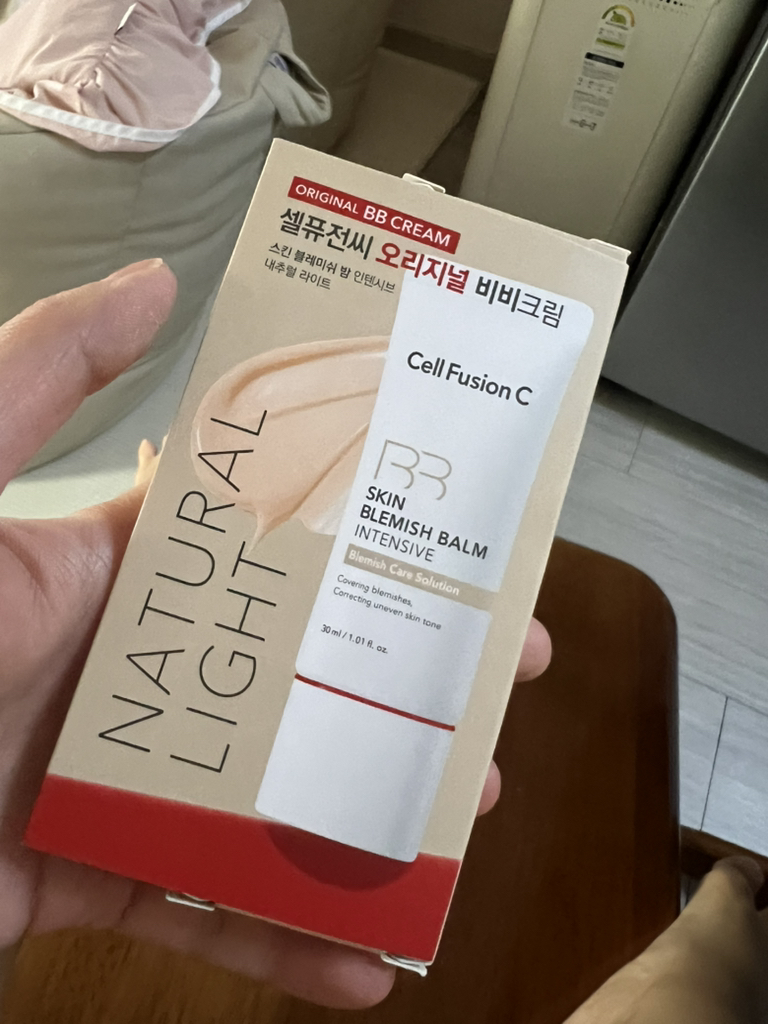 ORIGINAL BB CREAM
셀퓨전씨 오리지널 비비크림
스킨 블레미쉬 밤 인텐시브
내추럴 라이트
Cell Fusion C
BB
SKIN
BLEMISH BALM
INTENSIVE
Blemish Care Solution
Covering blemishes,
Correcting uneven skin tone
30ml / 1.01 fl. oz.
NATURAL
LIGHT